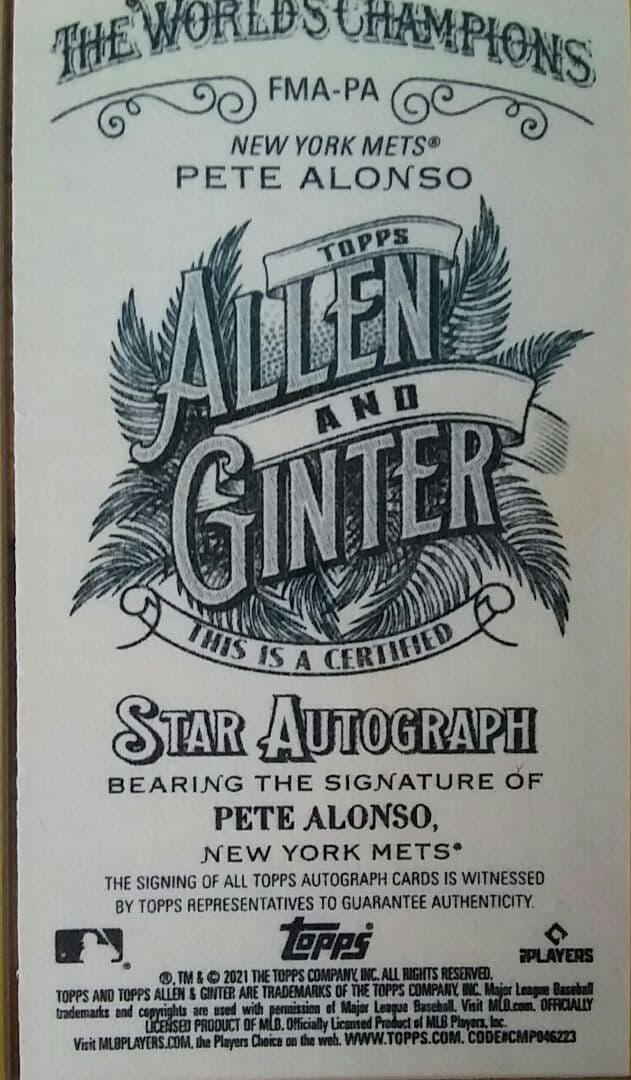 THE WORLD'S CHAMPIONS
FMA-PA
NEW YORK METS®
PETE ALONSO
TOPPS
ALLEN
AND
GINTER
THIS IS A CERTIFIED
STAR AUTOGRAPH
BEARING THE SIGNATURE OF
PETE ALONSO,
NEW YORK METS®
THE SIGNING OF ALL TOPPS AUTOGRAPH CARDS IS WITNESSED
BY TOPPS REPRESENTATIVES TO GUARANTEE AUTHENTICITY.
®
topps
PLAYERS
®, TM & © 2021 THE TOPPS COMPANY, INC. ALL RIGHTS RESERVED.
TOPPS AND TOPPS ALLEN & GINTER ARE TRADEMARKS OF THE TOPPS COMPANY, INC. Major League Baseball
trademarks and copyrights are used with permission of Major League Baseball. Visit MLB.com. OFFICIALLY
LICENSED PRODUCT OF MLB. Officially Licensed Product of MLB Players, Inc.
Visit MLBPLAYERS.COM, the Players Choice on the web. WWW.TOPPS.COM. CODE#CMP046223